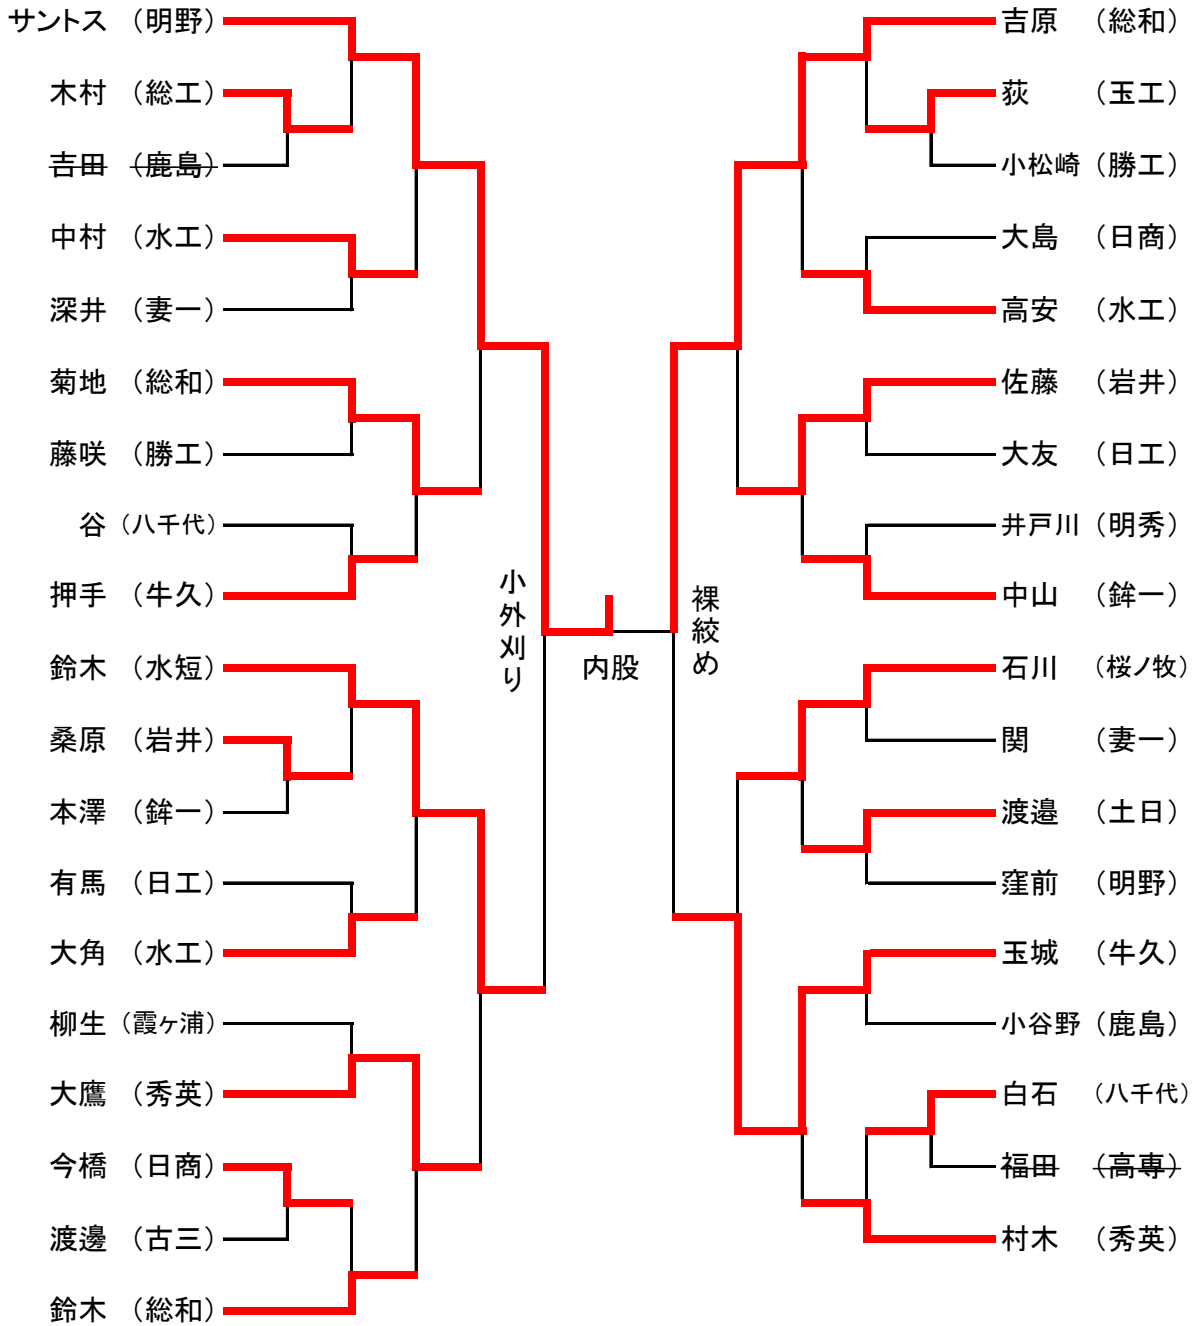 サントス （明野）
木村 （総工）
吉田 （鹿島）
中村 （水工）
深井 （妻一）
菊地 （総和）
藤咲 （勝工）
谷 （八千代）
押手 （牛久）
鈴木 （水短）
桑原 （岩井）
本澤 （鉾一）
有馬 （日工）
大角 （水工）
柳生 （霞ヶ浦）
大鷹 （秀英）
今橋 （日商）
渡邊 （古三）
鈴木 （総和）
小外刈り
内股
裸絞め
吉原 （総和）
荻 （玉工）
小松崎 （勝工）
大島 （日商）
高安 （水工）
佐藤 （岩井）
大友 （日工）
井戸川 （明秀）
中山 （鉾一）
石川 （桜ノ牧）
関 （妻一）
渡邉 （土日）
窪前 （明野）
玉城 （牛久）
小谷野 （鹿島）
白石 （八千代）
福田 （高専）
村木 （秀英）